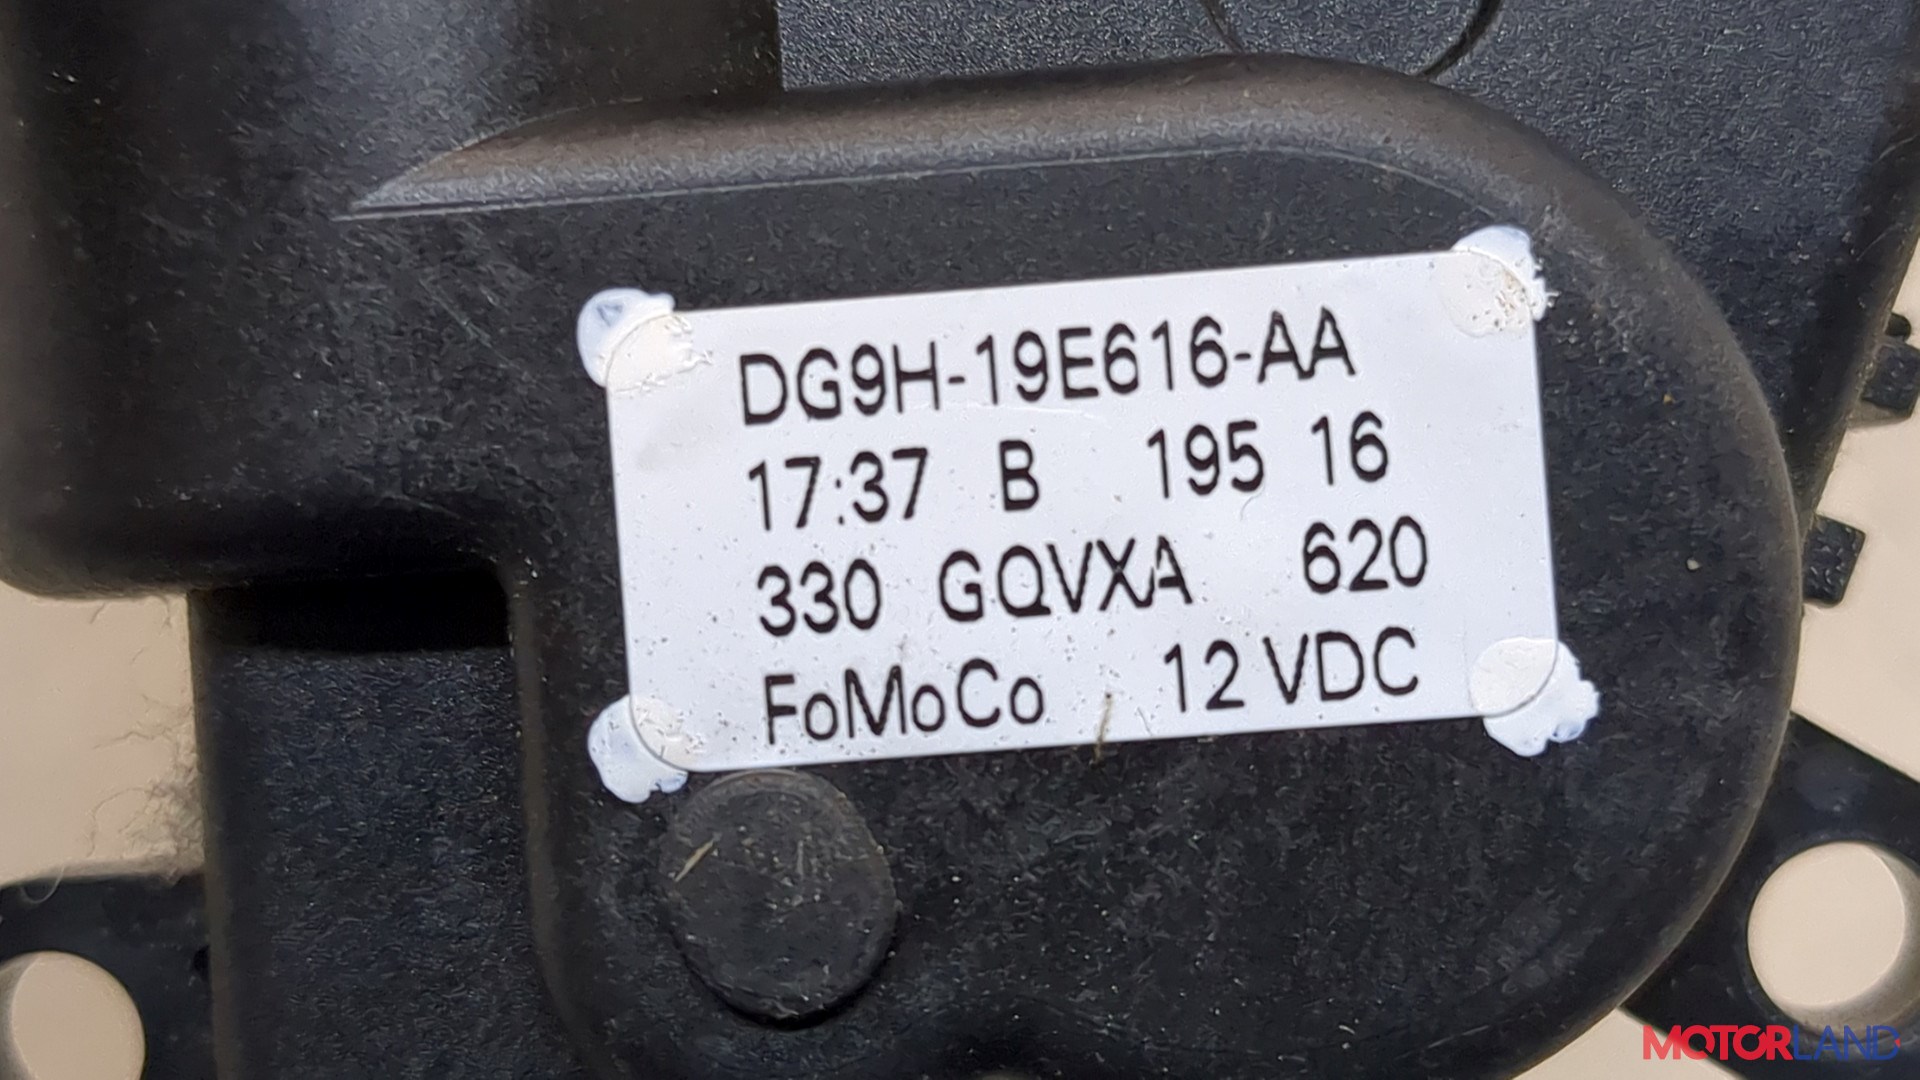 DG9H-19E616-AA
17:37 B 195 16
330 GQVXA 620
FoMoCo 12 VDC
MOTORLAND